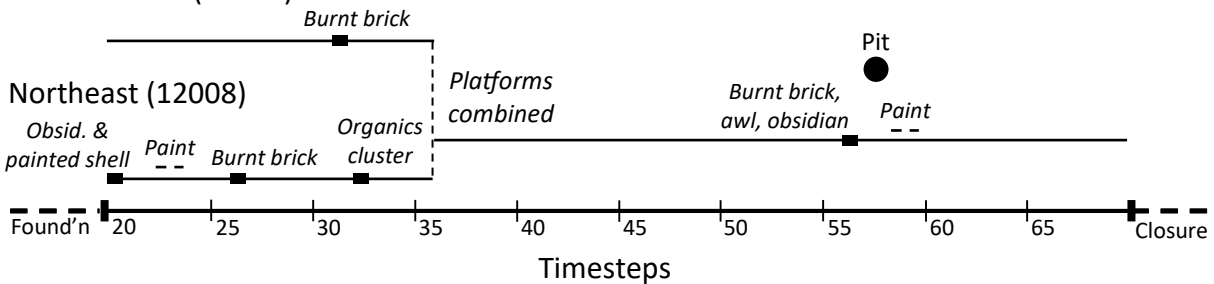 Burnt brick
Pit
Northeast (12008)
Platforms
combined
Burnt brick,
awl, obsidian
Paint
Obsid. &
painted shell
Paint
Burnt brick
Organics
cluster
Found'n
20
25
30
35
40
45
50
55
60
65
Closure
Timesteps